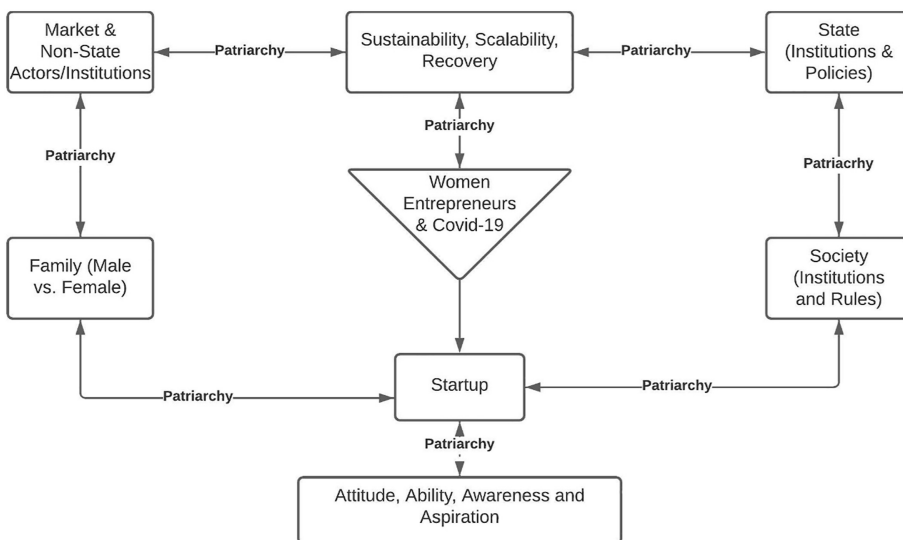 Market &
Non-State
Actors/Institutions
Patriarchy
Sustainability, Scalability,
Recovery
Patriarchy
State
(Institutions &
Policies)
Patriarchy
Patriarchy
Patriacrhy
Women
Entrepreneurs
& Covid-19
Family (Male
vs. Female)
Society
(Institutions
and Rules)
Patriarchy
Startup
Patriarchy
Patriarchy
Attitude, Ability, Awareness and
Aspiration